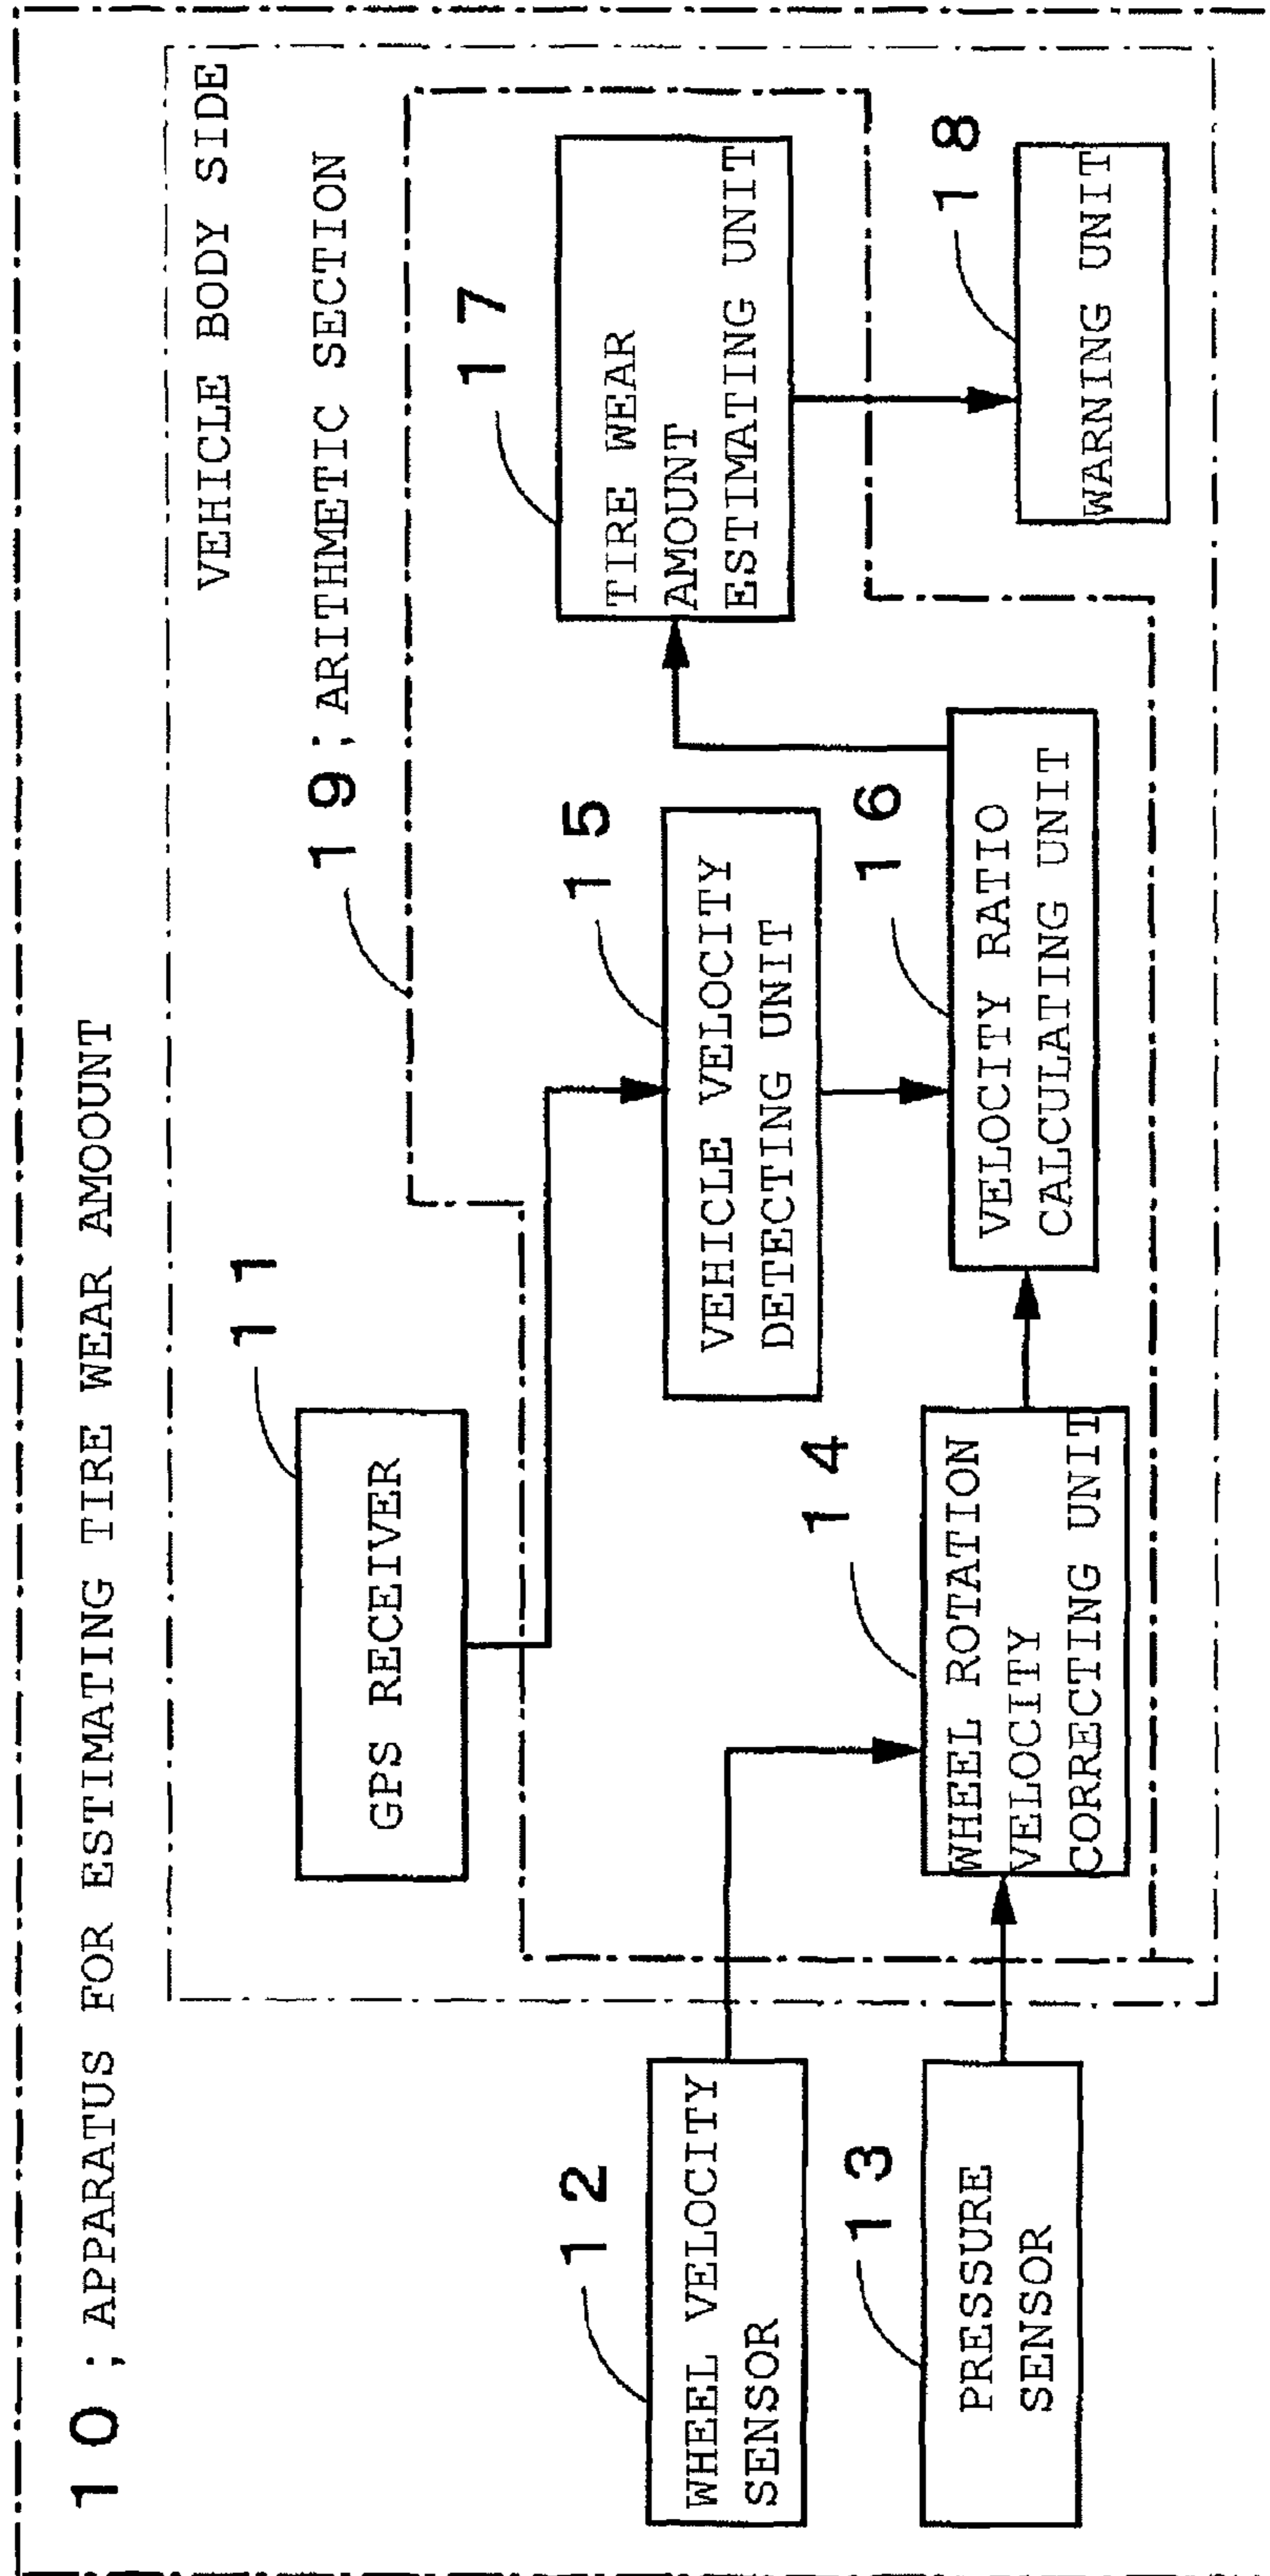 10 ; APPARATUS FOR ESTIMATING TIRE WEAR AMOOUNT
VEHICLE BODY SIDE
19 ; ARITHMETIC SECTION
11
GPS RECEIVER
12
WHEEL VELOCITY
SENSOR
13
PRESSURE
SENSOR
14
WHEEL ROTATION
VELOCITY
CORRECTING UNIT
15
VEHICLE VELOCITY
DETECTING UNIT
16
VELOCITY RATIO
CALCULATING UNIT
17
TIRE WEAR
AMOUNT
ESTIMATING UNIT
18
WARNING UNIT